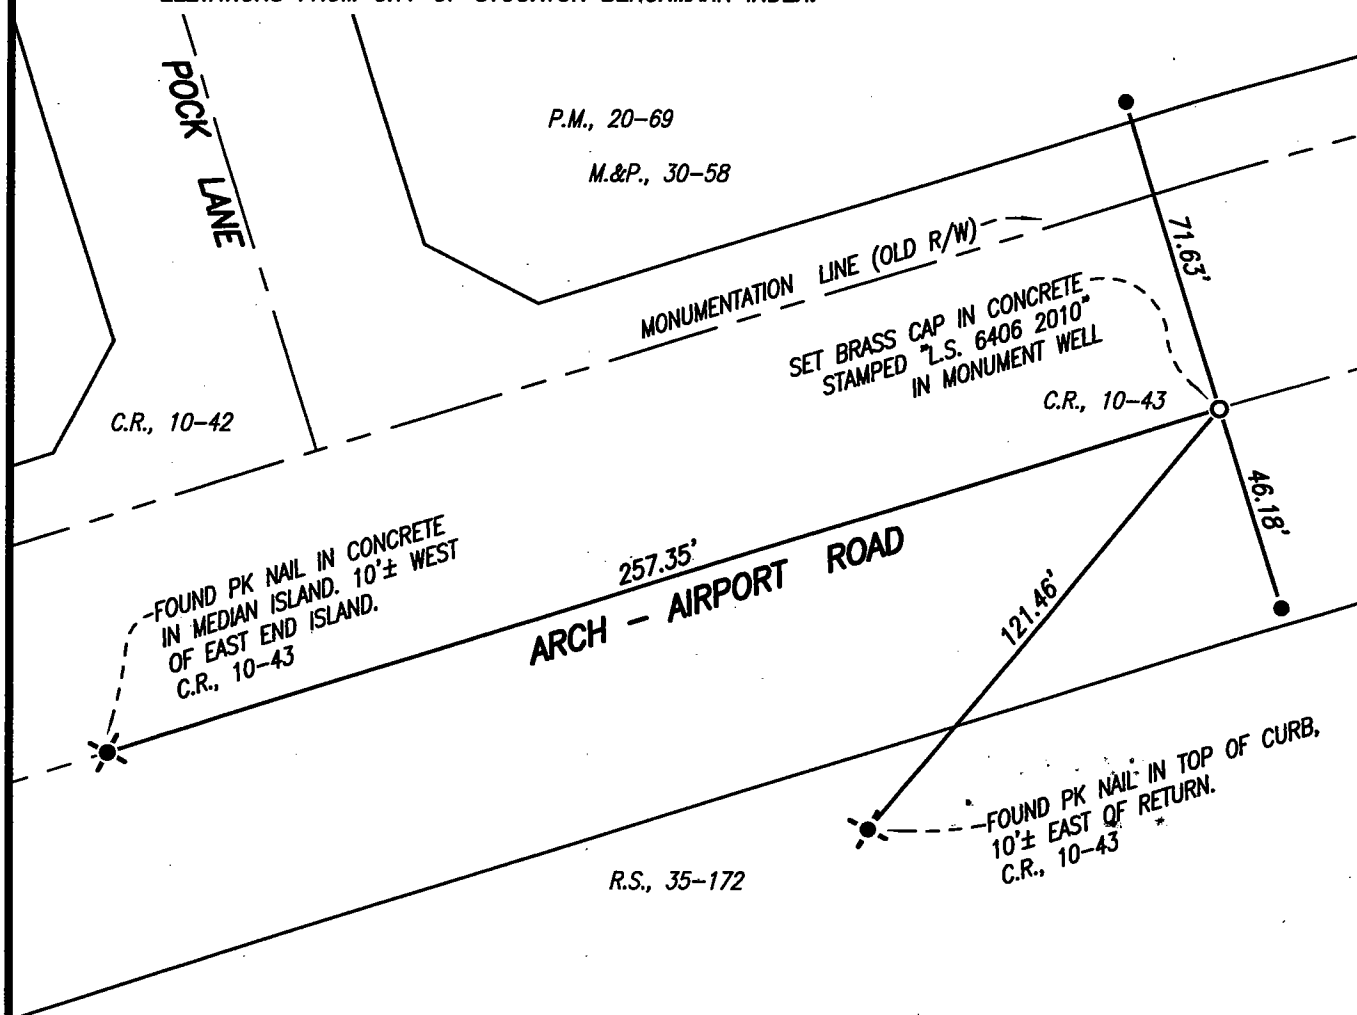 POCK LANE
P.M., 20-69
M.&P., 30-58
MONUMENTATION LINE (OLD R/W)
71.63'
SET BRASS CAP IN CONCRETE
STAMPED "L.S. 6406 2010"
IN MONUMENT WELL
C.R., 10-43
C.R., 10-42
46.18'
FOUND PK NAIL IN CONCRETE
IN MEDIAN ISLAND. 10'± WEST
OF EAST END ISLAND.
C.R., 10-43
257.35'
ARCH - AIRPORT ROAD
121.46'
FOUND PK NAIL IN TOP OF CURB,
10'± EAST OF RETURN.
C.R., 10-43
R.S., 35-172